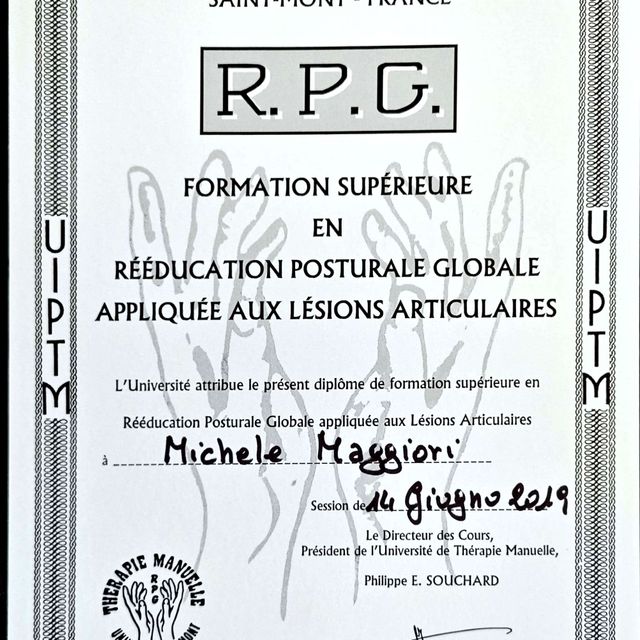 SAINT-MONT - FRANCE
R.P.G.
FORMATION SUPÉRIEURE
EN
RÉÉDUCATION POSTURALE GLOBALE
APPLIQUÉE AUX LÉSIONS ARTICULAIRES
UIPTM
UIPTM
L'Université attribue le présent diplôme de formation supérieure en
Rééducation Posturale Globale appliquée aux Lésions Articulaires
à Michele Maggiori
Session de 14 Giugno 2019
Le Directeur des Cours,
Président de l'Université de Thérapie Manuelle,
Philippe E. SOUCHARD
THERAPIE MANUELLE
RPG